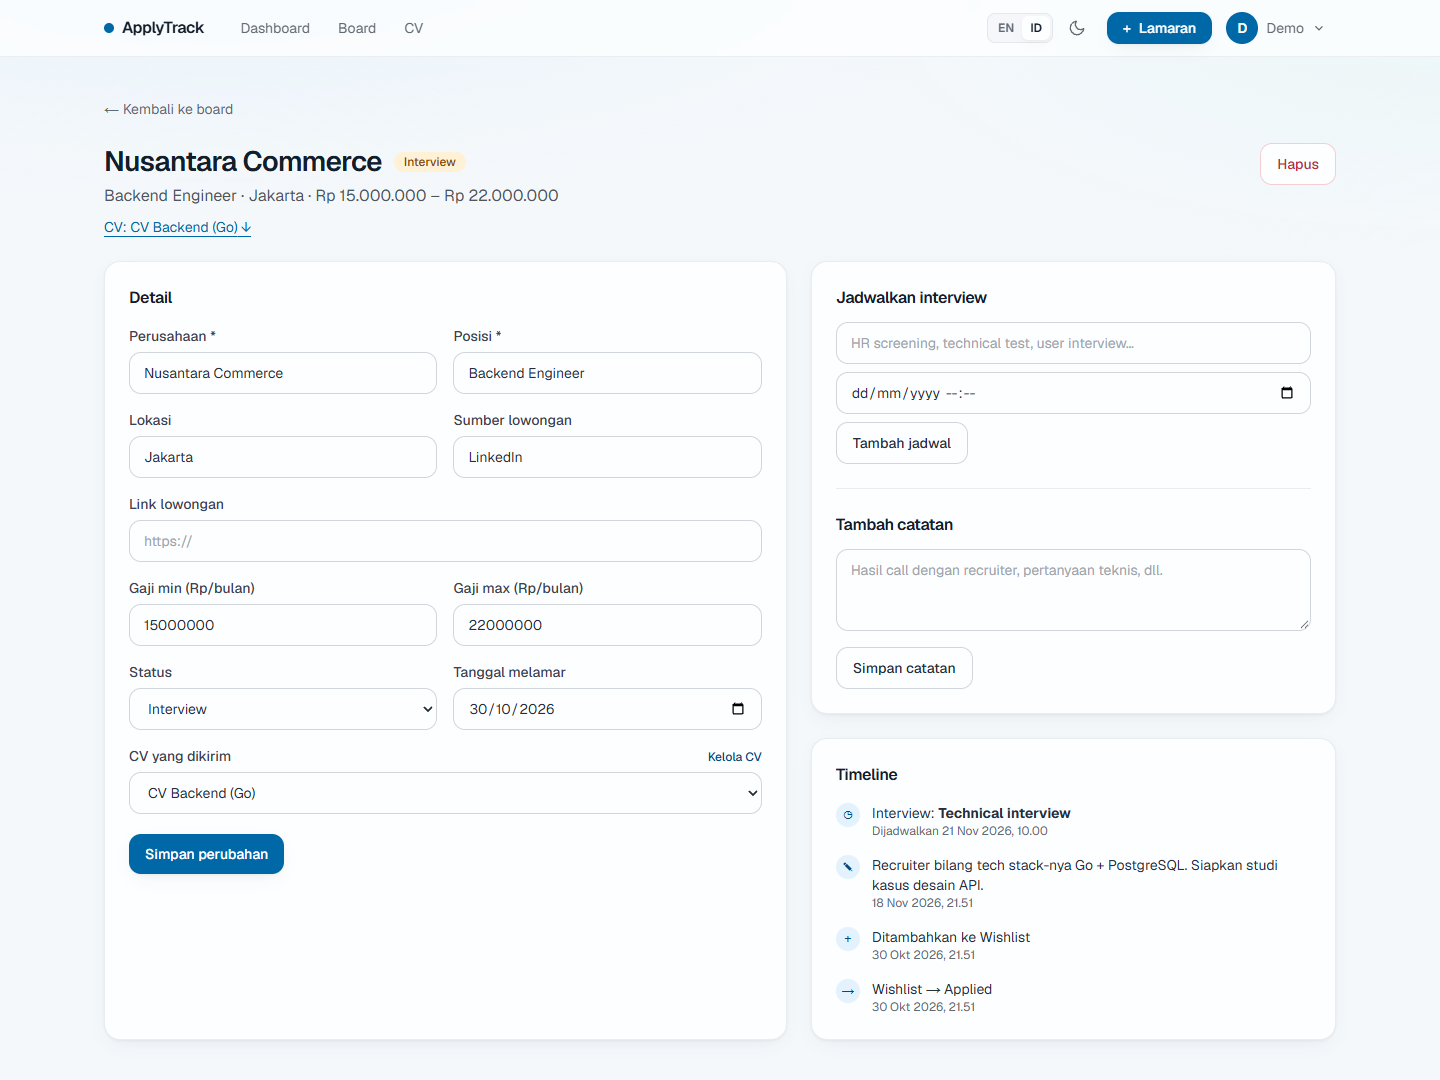 ApplyTrack
Dashboard
Board
CV
EN
ID
+ Lamaran
D
Demo
← Kembali ke board
Nusantara Commerce
Interview
Hapus
Backend Engineer · Jakarta · Rp 15.000.000 – Rp 22.000.000
CV: CV Backend (Go) ↓
Detail
Perusahaan *
Posisi *
Nusantara Commerce
Backend Engineer
Lokasi
Sumber lowongan
Jakarta
LinkedIn
Link lowongan
https://
Gaji min (Rp/bulan)
Gaji max (Rp/bulan)
15000000
22000000
Status
Tanggal melamar
Interview
30/10/2026
CV yang dikirim
Kelola CV
CV Backend (Go)
Simpan perubahan
Jadwalkan interview
HR screening, technical test, user interview...
dd/mm/yyyy --:--
Tambah jadwal
Tambah catatan
Hasil call dengan recruiter, pertanyaan teknis, dll.
Simpan catatan
Timeline
Interview: Technical interview
Dijadwalkan 21 Nov 2026, 10.00
Recruiter bilang tech stack-nya Go + PostgreSQL. Siapkan studi
kasus desain API.
18 Nov 2026, 21.51
+
Ditambahkan ke Wishlist
30 Okt 2026, 21.51
→
Wishlist → Applied
30 Okt 2026, 21.51